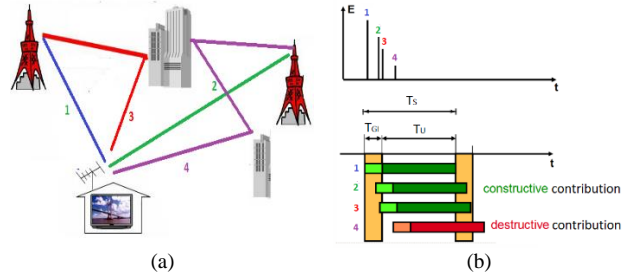 1
2
3
4
(a)
E
1
2
3
4
t
TS
TGI
TU
t
1
2 constructive contribution
3
4 destructive contribution
(b)